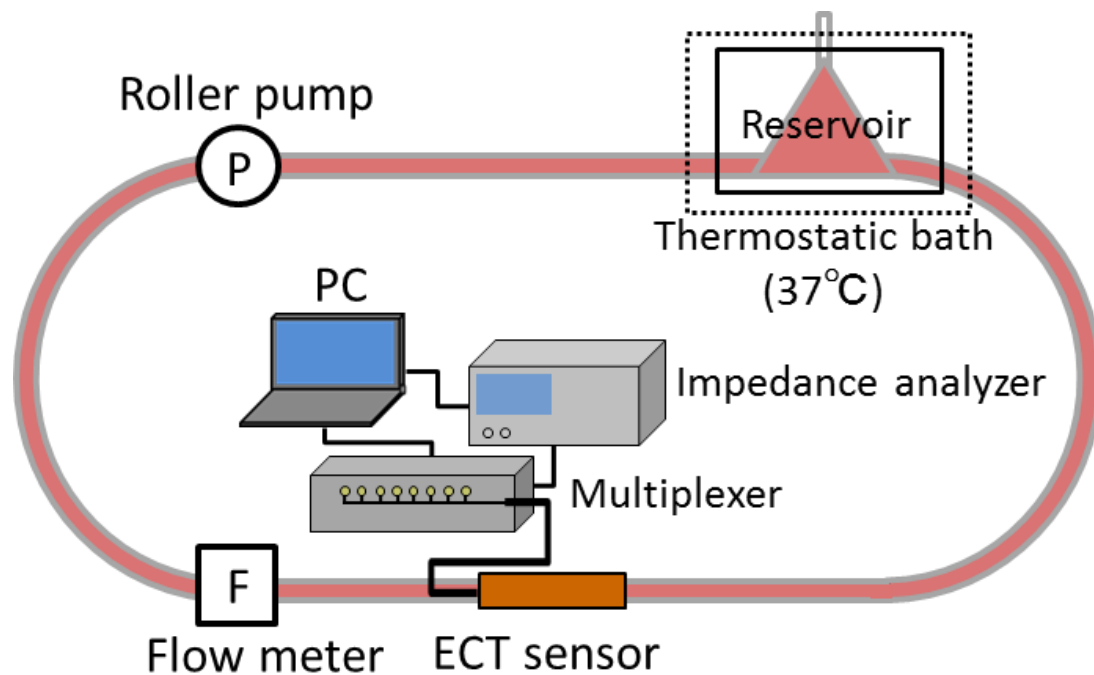 Roller pump
P
Reservoir
Thermostatic bath
(37℃)
PC
Impedance analyzer
Multiplexer
F
Flow meter
ECT sensor